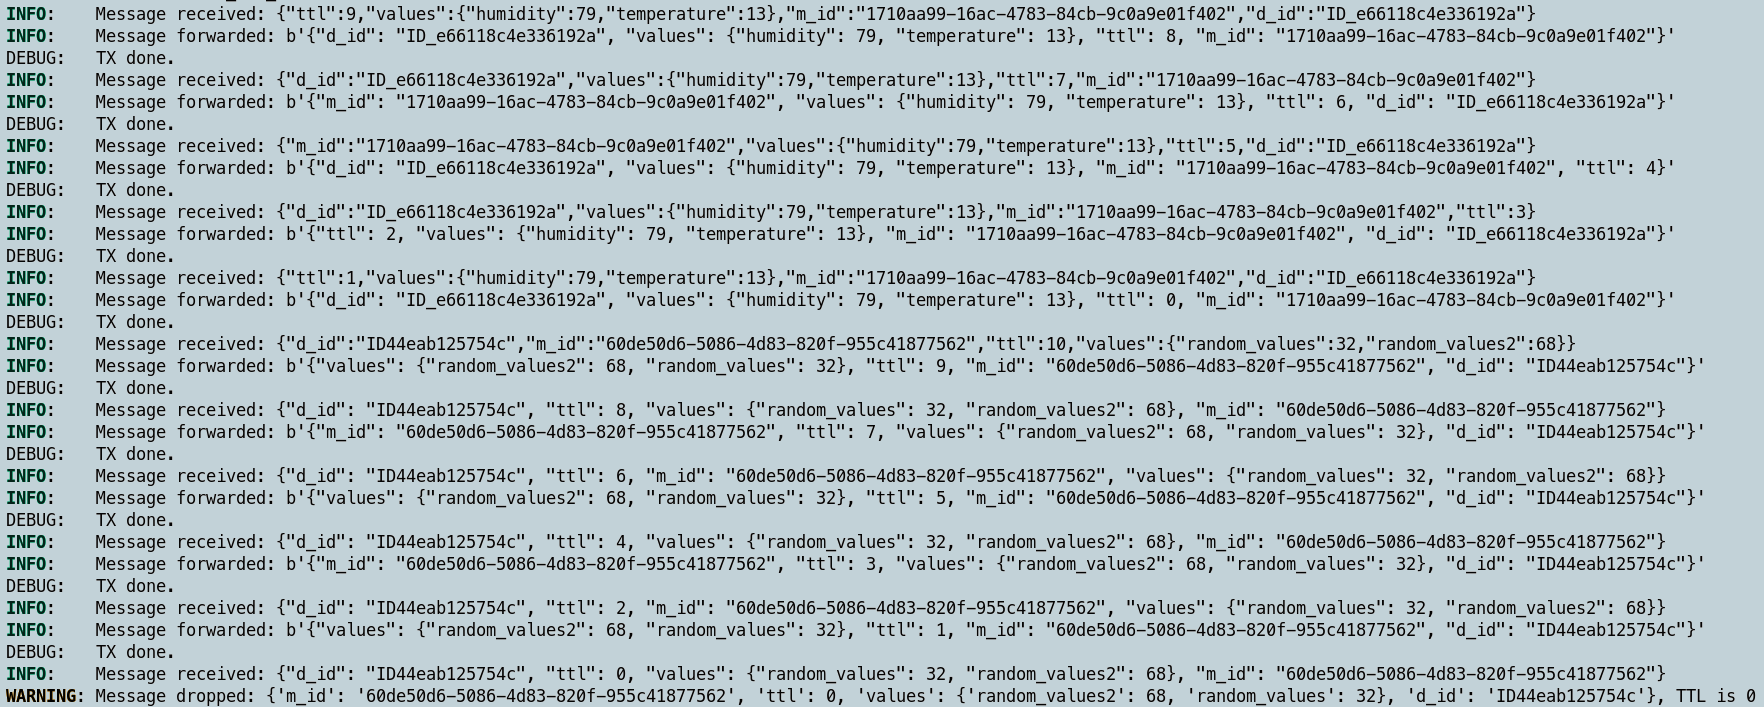 INFO: Message received: {"ttl":9,"values":{"humidity":79,"temperature":13},"m_id":"1710aa99-16ac-4783-84cb-9c0a9e01f402","d_id":"ID_e66118c4e336192a"}
INFO: Message forwarded: b'{"d_id": "ID_e66118c4e336192a", "values": {"humidity": 79, "temperature": 13}, "ttl": 8, "m_id": "1710aa99-16ac-4783-84cb-9c0a9e01f402"}'
DEBUG: TX done.
INFO: Message received: {"d_id":"ID_e66118c4e336192a","values":{"humidity":79,"temperature":13},"ttl":7,"m_id":"1710aa99-16ac-4783-84cb-9c0a9e01f402"}
INFO: Message forwarded: b'{"m_id": "1710aa99-16ac-4783-84cb-9c0a9e01f402", "values": {"humidity": 79, "temperature": 13}, "ttl": 6, "d_id": "ID_e66118c4e336192a"}'
DEBUG: TX done.
INFO: Message received: {"m_id":"1710aa99-16ac-4783-84cb-9c0a9e01f402","values":{"humidity":79,"temperature":13},"ttl":5,"d_id":"ID_e66118c4e336192a"}
INFO: Message forwarded: b'{"d_id": "ID_e66118c4e336192a", "values": {"humidity": 79, "temperature": 13}, "m_id": "1710aa99-16ac-4783-84cb-9c0a9e01f402", "ttl": 4}'
DEBUG: TX done.
INFO: Message received: {"d_id":"ID_e66118c4e336192a","values":{"humidity":79,"temperature":13},"m_id":"1710aa99-16ac-4783-84cb-9c0a9e01f402","ttl":3}
INFO: Message forwarded: b'{"ttl": 2, "values": {"humidity": 79, "temperature": 13}, "m_id": "1710aa99-16ac-4783-84cb-9c0a9e01f402", "d_id": "ID_e66118c4e336192a"}'
DEBUG: TX done.
INFO: Message received: {"ttl":1,"values":{"humidity":79,"temperature":13},"m_id":"1710aa99-16ac-4783-84cb-9c0a9e01f402","d_id":"ID_e66118c4e336192a"}
INFO: Message forwarded: b'{"d_id": "ID_e66118c4e336192a", "values": {"humidity": 79, "temperature": 13}, "ttl": 0, "m_id": "1710aa99-16ac-4783-84cb-9c0a9e01f402"}'
DEBUG: TX done.
INFO: Message received: {"d_id":"ID44eab125754c","m_id":"60de50d6-5086-4d83-820f-955c41877562","ttl":10,"values":{"random_values":32,"random_values2":68}}
INFO: Message forwarded: b'{"values": {"random_values2": 68, "random_values": 32}, "ttl": 9, "m_id": "60de50d6-5086-4d83-820f-955c41877562", "d_id": "ID44eab125754c"}'
DEBUG: TX done.
INFO: Message received: {"d_id": "ID44eab125754c", "ttl": 8, "values": {"random_values": 32, "random_values2": 68}, "m_id": "60de50d6-5086-4d83-820f-955c41877562"}
INFO: Message forwarded: b'{"m_id": "60de50d6-5086-4d83-820f-955c41877562", "ttl": 7, "values": {"random_values2": 68, "random_values": 32}, "d_id": "ID44eab125754c"}'
DEBUG: TX done.
INFO: Message received: {"d_id": "ID44eab125754c", "ttl": 6, "m_id": "60de50d6-5086-4d83-820f-955c41877562", "values": {"random_values": 32, "random_values2": 68}}
INFO: Message forwarded: b'{"values": {"random_values2": 68, "random_values": 32}, "ttl": 5, "m_id": "60de50d6-5086-4d83-820f-955c41877562", "d_id": "ID44eab125754c"}'
DEBUG: TX done.
INFO: Message received: {"d_id": "ID44eab125754c", "ttl": 4, "values": {"random_values": 32, "random_values2": 68}, "m_id": "60de50d6-5086-4d83-820f-955c41877562"}
INFO: Message forwarded: b'{"m_id": "60de50d6-5086-4d83-820f-955c41877562", "ttl": 3, "values": {"random_values2": 68, "random_values": 32}, "d_id": "ID44eab125754c"}'
DEBUG: TX done.
INFO: Message received: {"d_id": "ID44eab125754c", "ttl": 2, "m_id": "60de50d6-5086-4d83-820f-955c41877562", "values": {"random_values": 32, "random_values2": 68}}
INFO: Message forwarded: b'{"values": {"random_values2": 68, "random_values": 32}, "ttl": 1, "m_id": "60de50d6-5086-4d83-820f-955c41877562", "d_id": "ID44eab125754c"}'
DEBUG: TX done.
INFO: Message received: {"d_id": "ID44eab125754c", "ttl": 0, "values": {"random_values": 32, "random_values2": 68}, "m_id": "60de50d6-5086-4d83-820f-955c41877562"}
WARNING: Message dropped: {'m_id': '60de50d6-5086-4d83-820f-955c41877562', 'ttl': 0, 'values': {'random_values2': 68, 'random_values': 32}, 'd_id': 'ID44eab125754c'}, TTL is 0